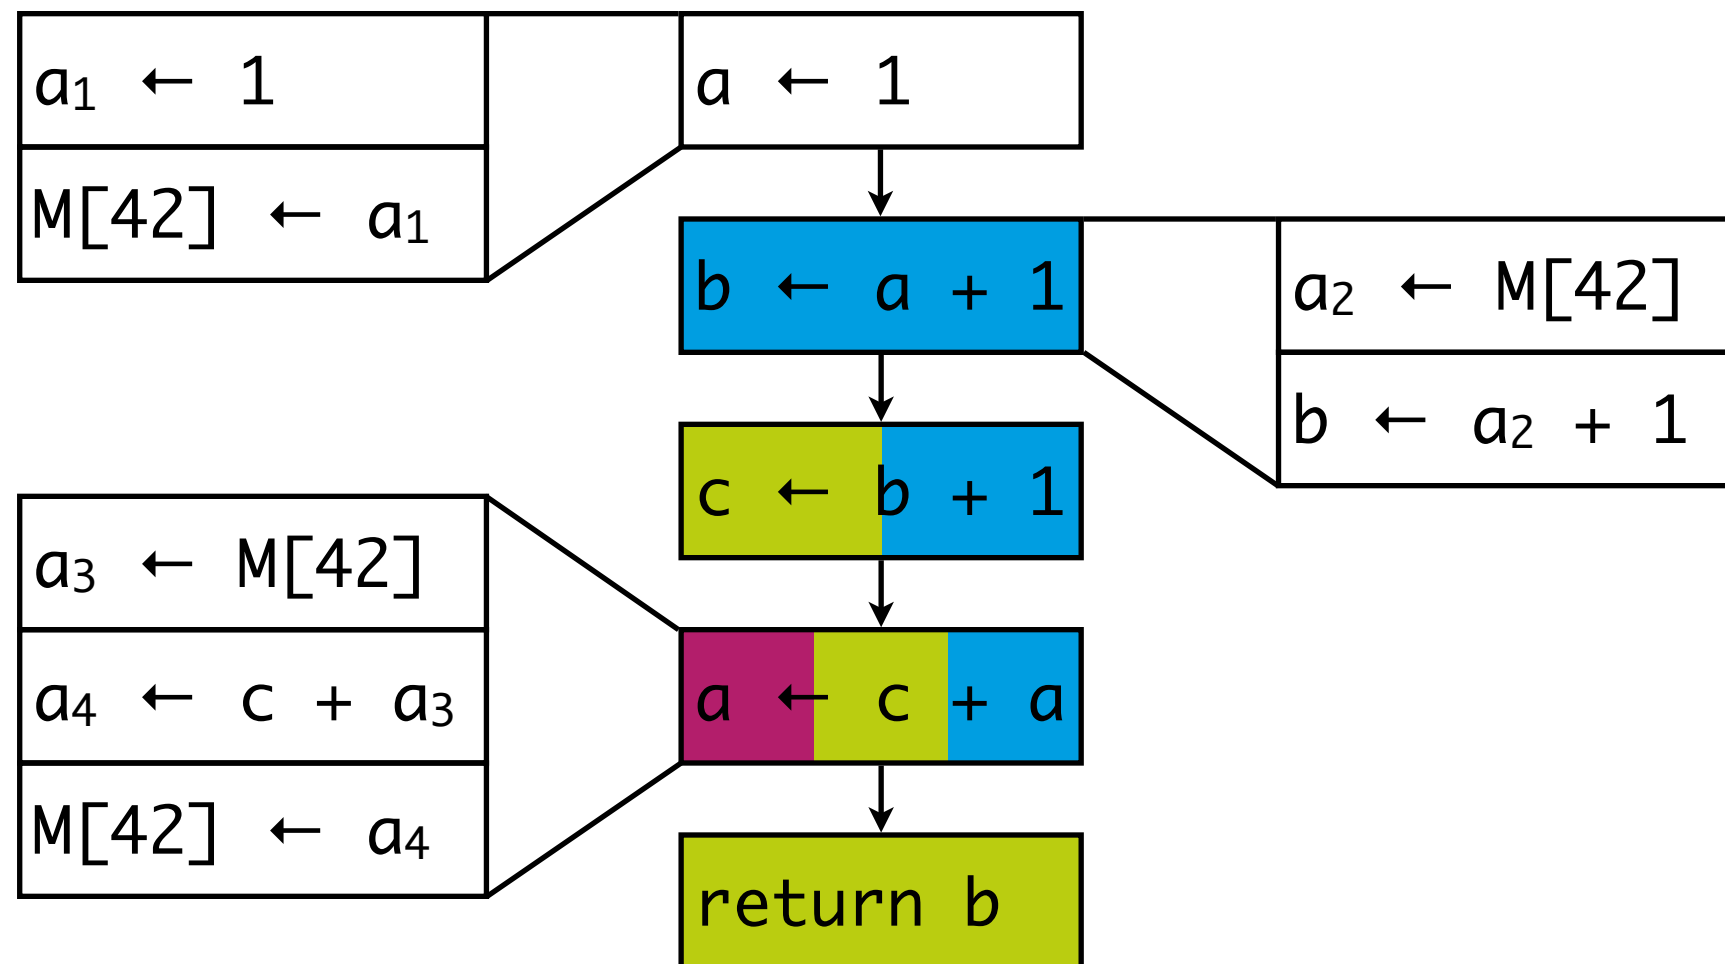 a₁ ← 1
M[42] ← a₁
a ← 1
b ← a + 1
a₂ ← M[42]
b ← a₂ + 1
c ← b + 1
a₃ ← M[42]
a₄ ← c + a₃
M[42] ← a₄
a ← c + a
return b